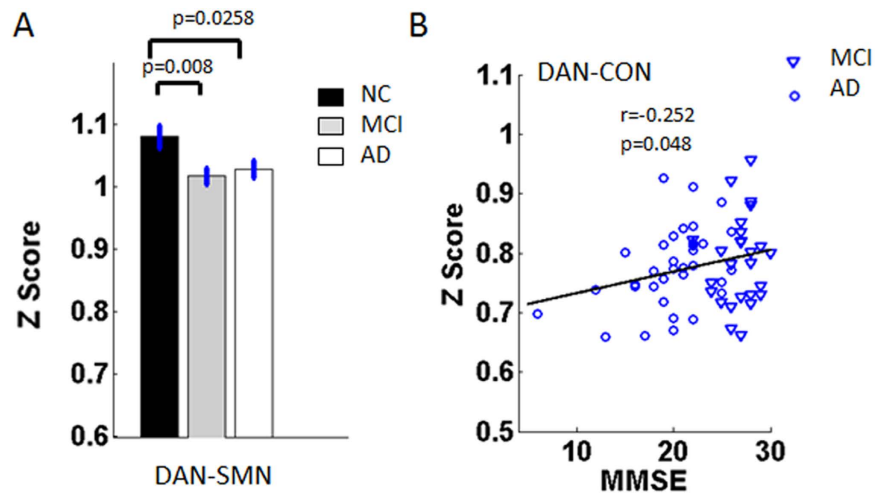 A
p=0.0258
p=0.008
NC
MCI
AD
1.1
1
0.9
0.8
0.7
0.6
Z Score
DAN-SMN
B
DAN-CON
MCI
AD
r=-0.252
p=0.048
1.1
1
0.9
0.8
0.7
0.6
0.5
Z Score
10
20
30
MMSE